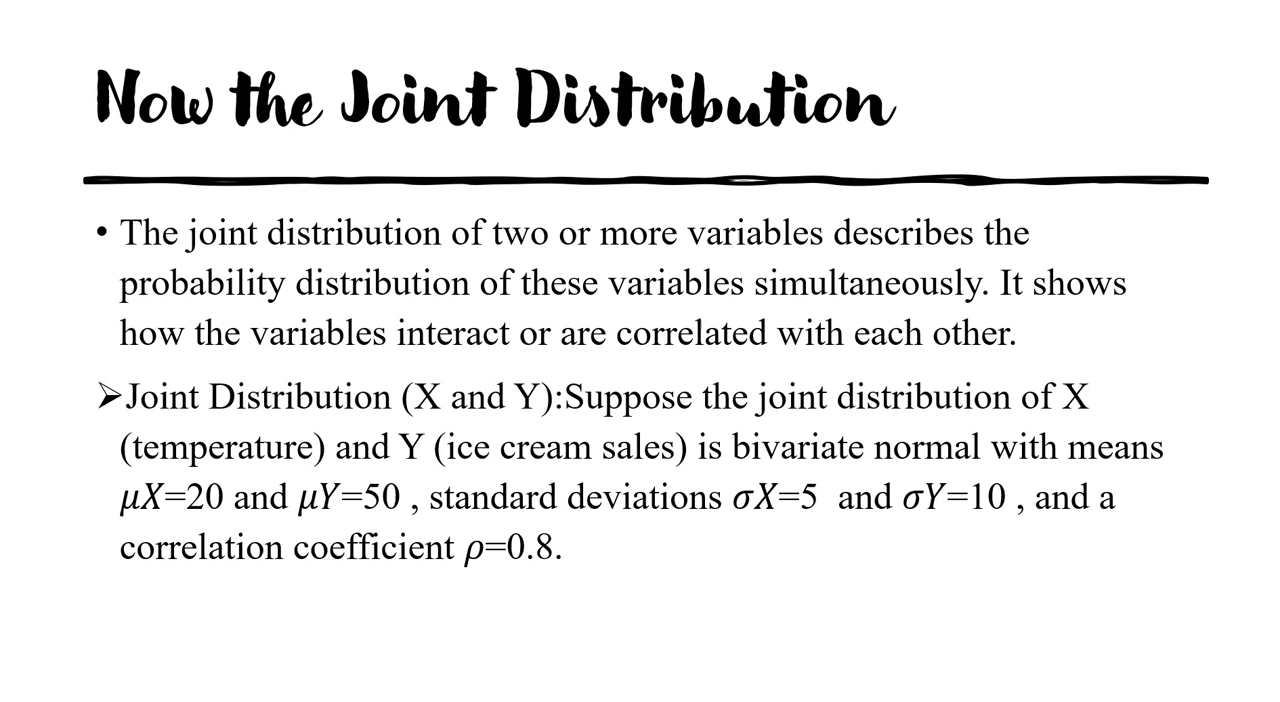 Now the Joint Distribution
• The joint distribution of two or more variables describes the
probability distribution of these variables simultaneously. It shows
how the variables interact or are correlated with each other.
➢Joint Distribution (X and Y):Suppose the joint distribution of X
(temperature) and Y (ice cream sales) is bivariate normal with means
𝜇𝑋=20 and 𝜇𝑌=50 , standard deviations 𝜎𝑋=5  and 𝜎𝑌=10 , and a
correlation coefficient 𝜌=0.8.